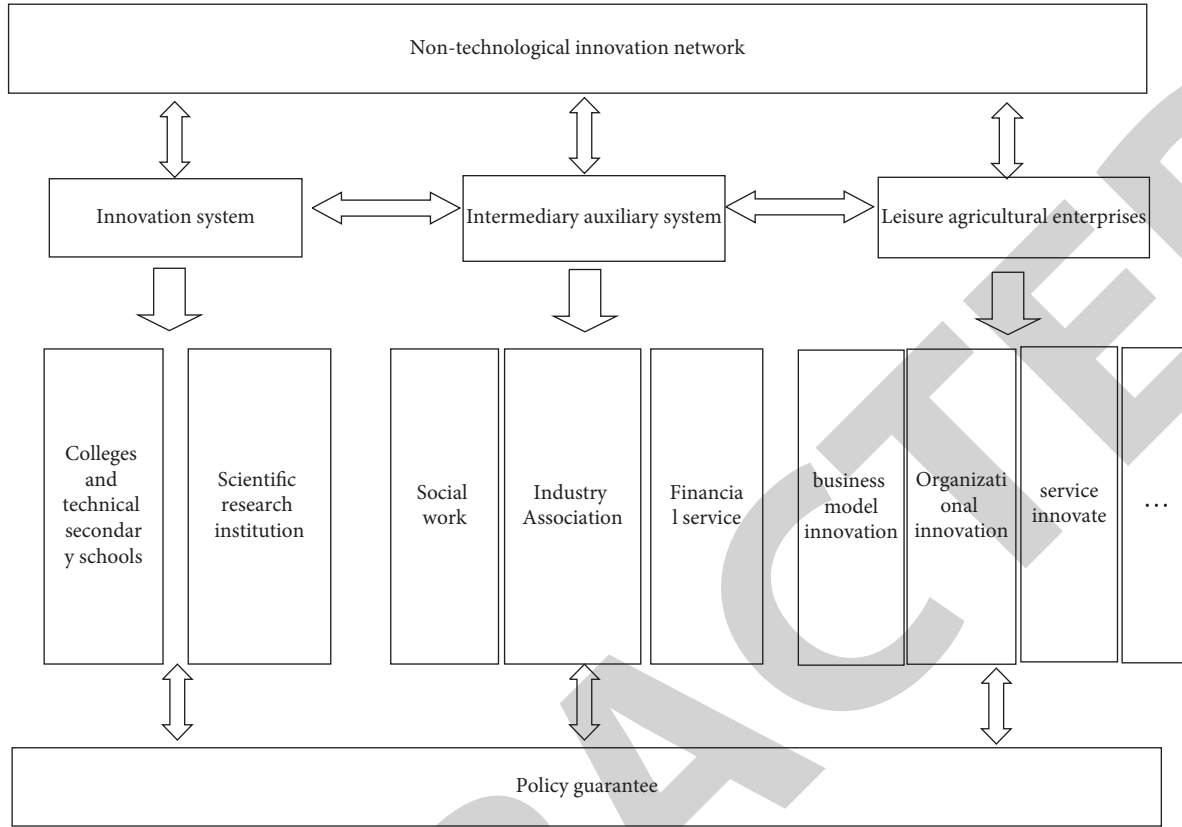 Non-technological innovation network
Innovation system
Intermediary auxiliary system
Leisure agricultural enterprises
Colleges
and
technical
secondar
y schools
Scientific
research
institution
Social
work
Industry
Association
Financia
l service
business
model
innovation
Organizati
onal
innovation
service
innovate
...
Policy guarantee